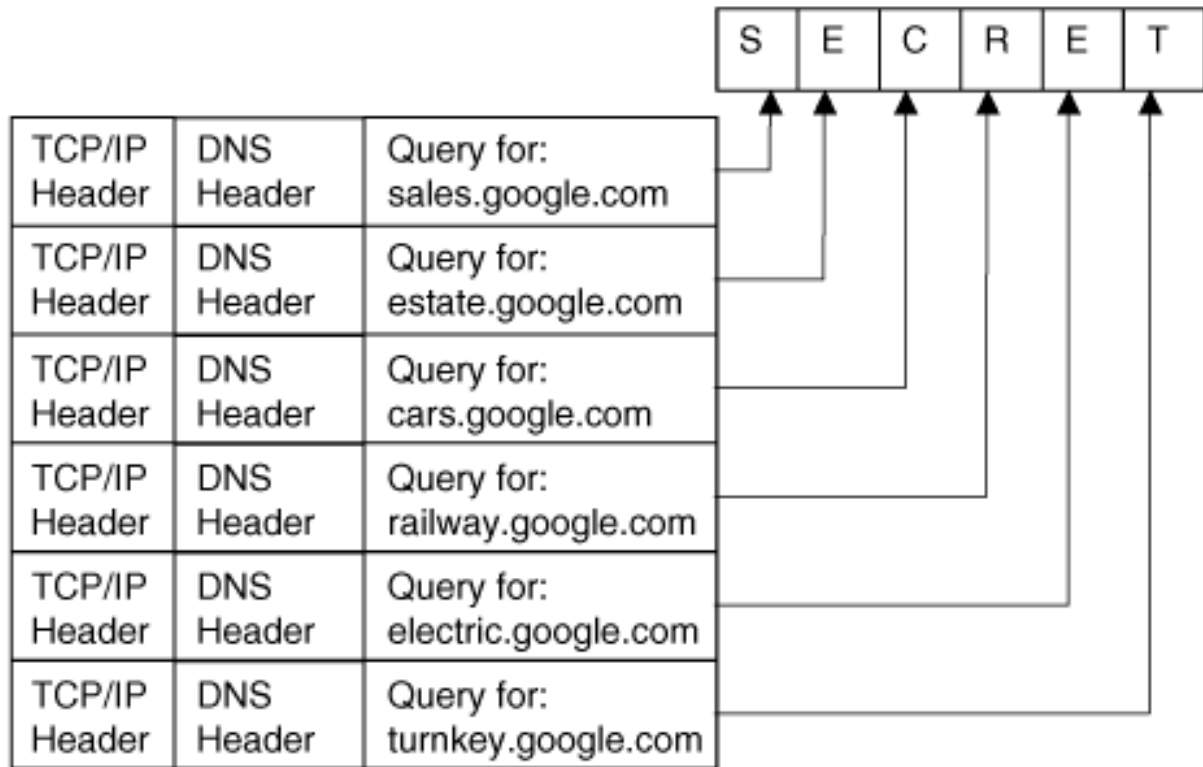 S E C R E T
TCP/IP Header DNS Header Query for: sales.google.com
TCP/IP Header DNS Header Query for: estate.google.com
TCP/IP Header DNS Header Query for: cars.google.com
TCP/IP Header DNS Header Query for: railway.google.com
TCP/IP Header DNS Header Query for: electric.google.com
TCP/IP Header DNS Header Query for: turnkey.google.com